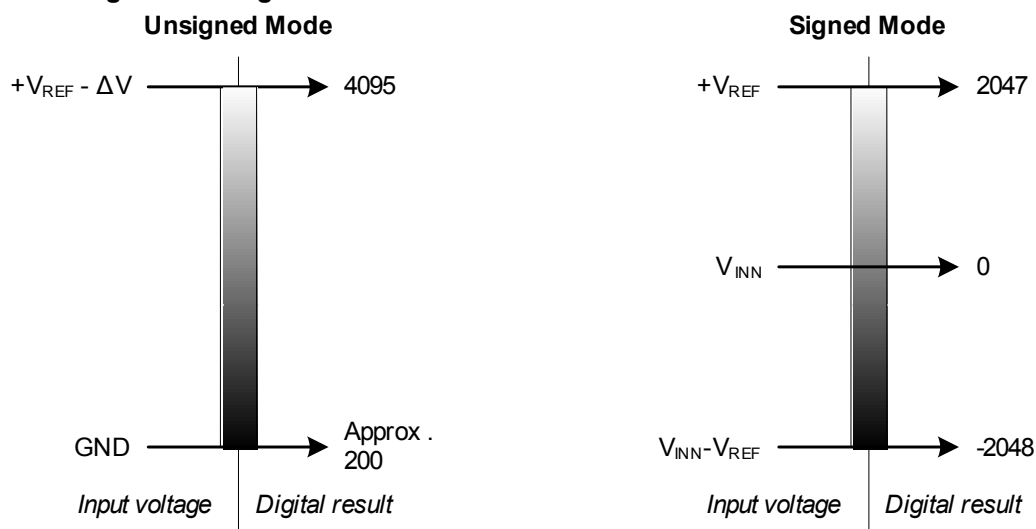 Unsigned Mode
+VREF - ΔV
4095
GND
Approx .
200
Input voltage
Digital result
Signed Mode
+VREF
2047
VINN
0
VINN-VREF
-2048
Input voltage
Digital result